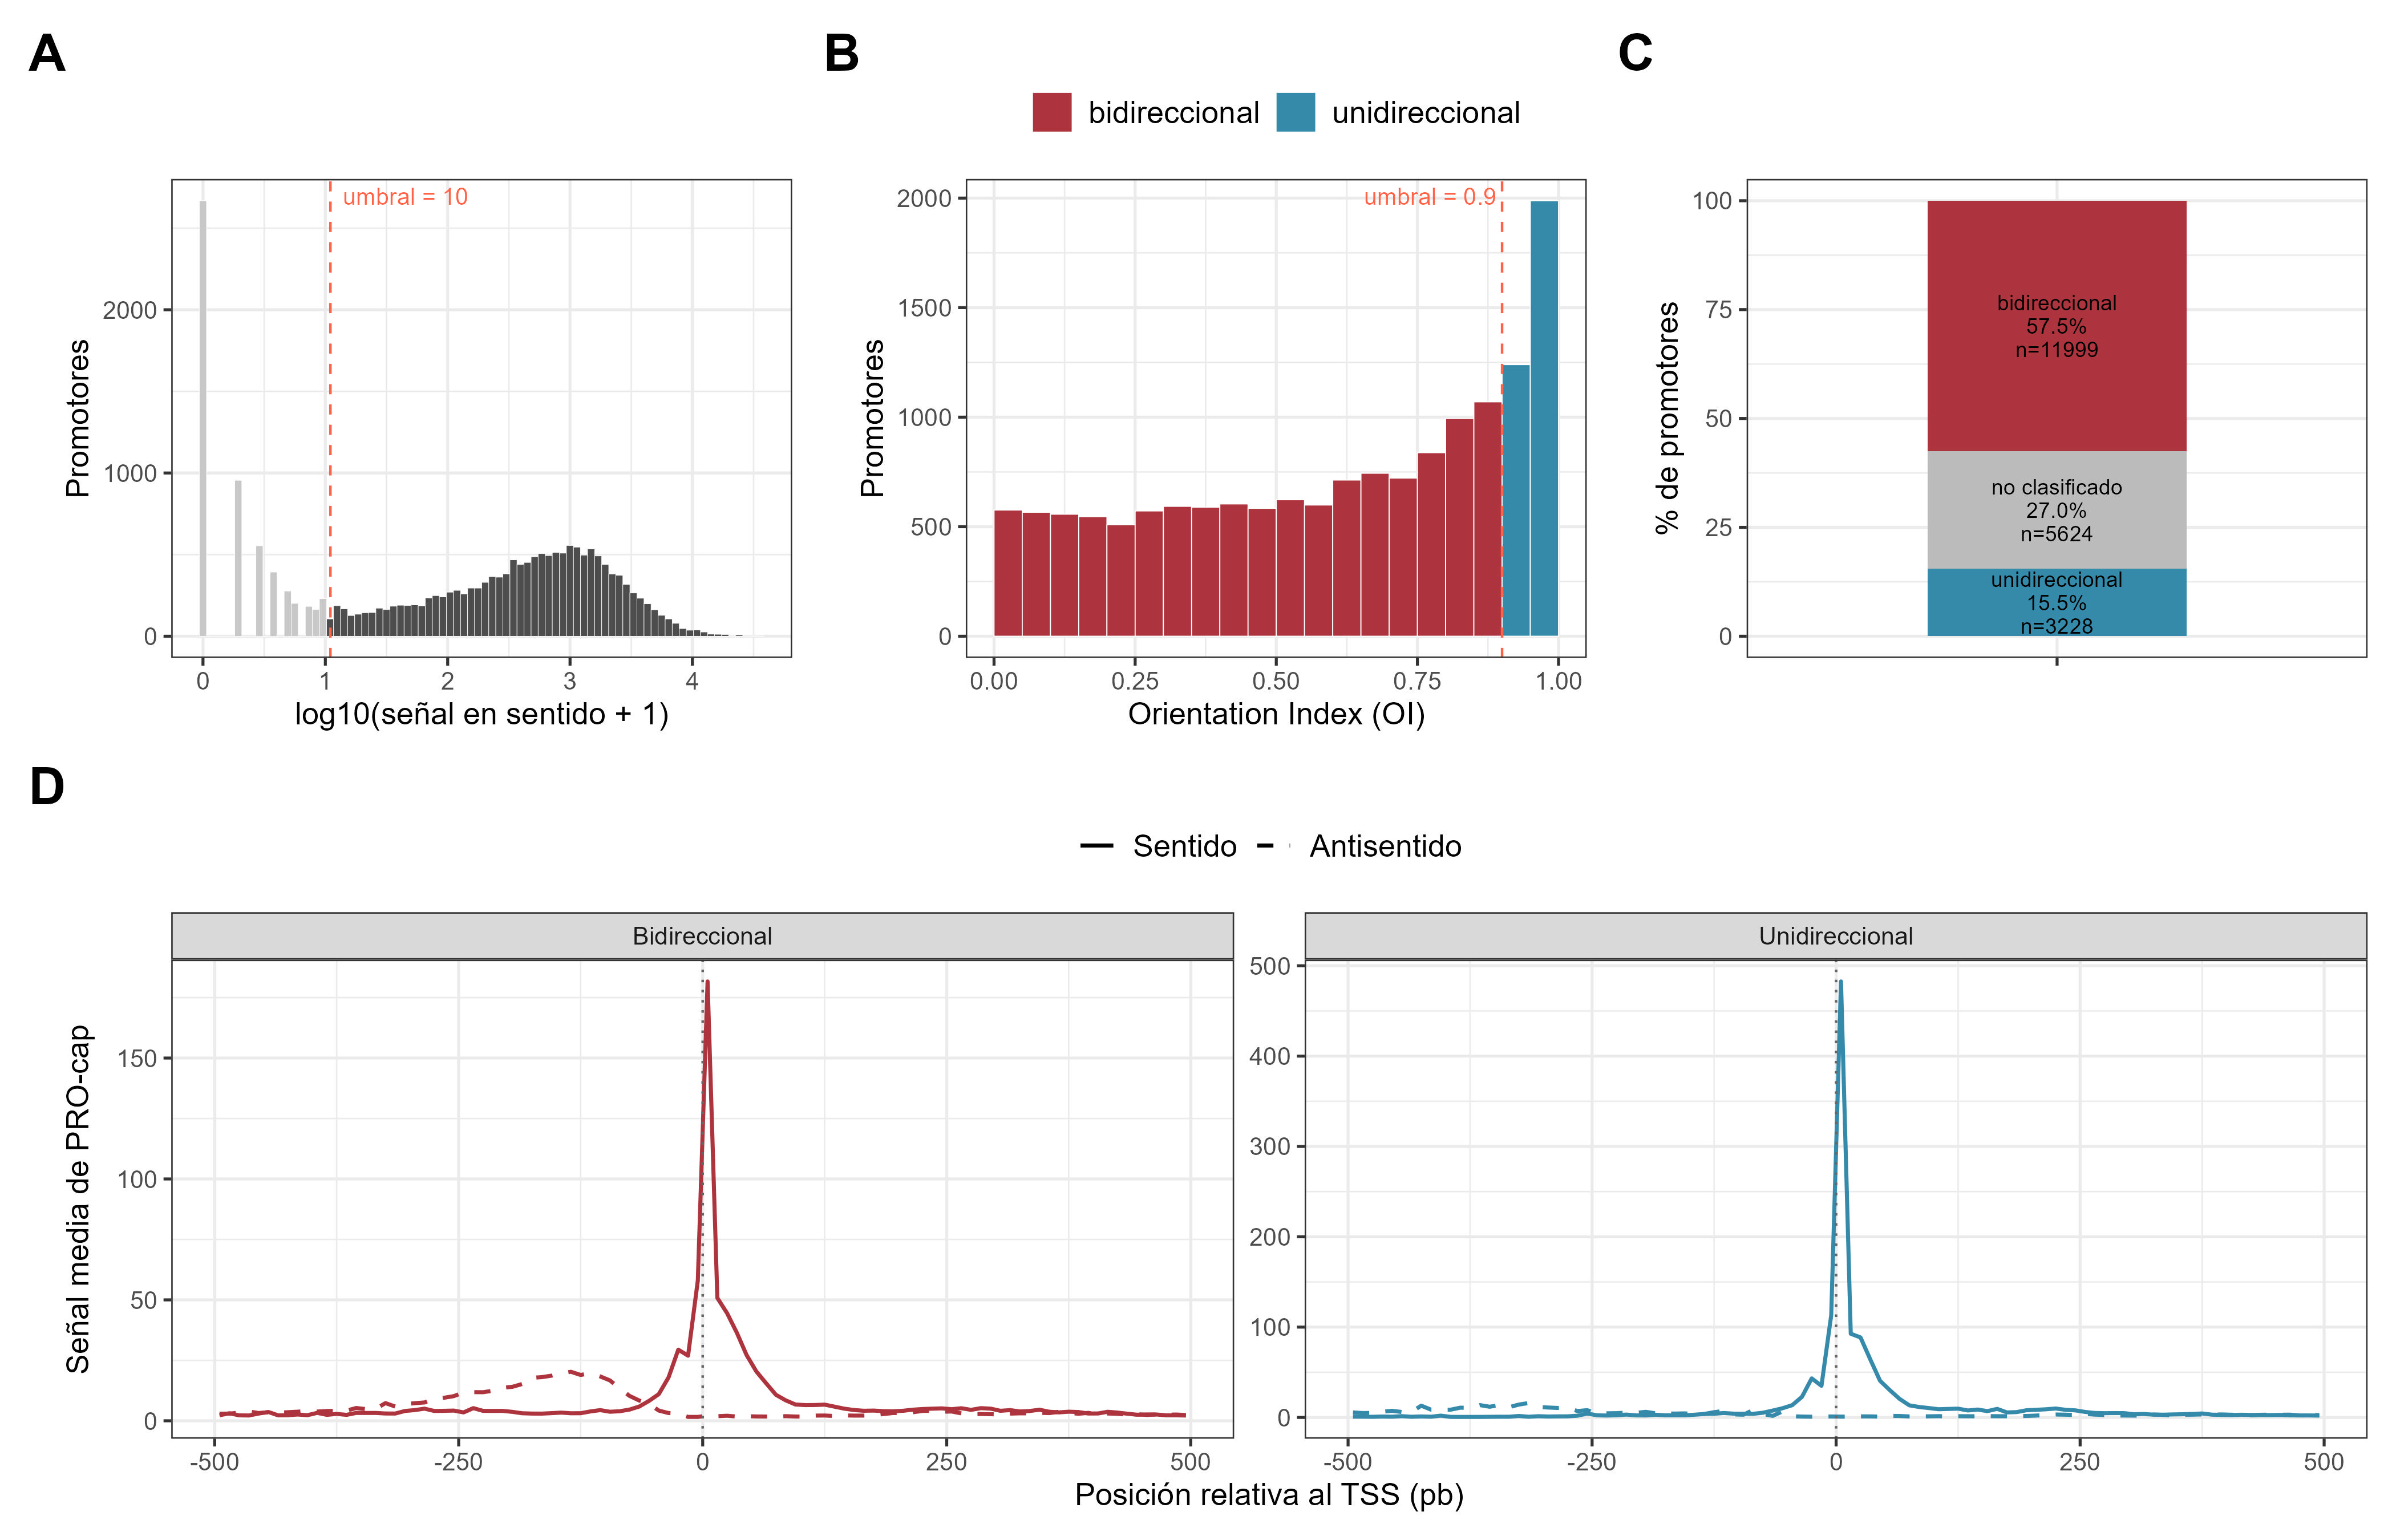 A
umbral = 10
2000
1000
0
Promotores
0 1 2 3 4
log10(señal en sentido + 1)
B
bidireccional unidireccional
umbral = 0.9
2000
1500
1000
500
0
Promotores
0.00 0.25 0.50 0.75 1.00
Orientation Index (OI)
C
100
75
50
25
0
% de promotores
bidireccional
57.5%
n=11999
no clasificado
27.0%
n=5624
unidireccional
15.5%
n=3228
D
Sentido Antisentido
Bidireccional
150
100
50
0
Señal media de PRO-cap
-500 -250 0 250 500
Unidireccional
500
400
300
200
100
0
-500 -250 0 250 500
Posición relativa al TSS (pb)